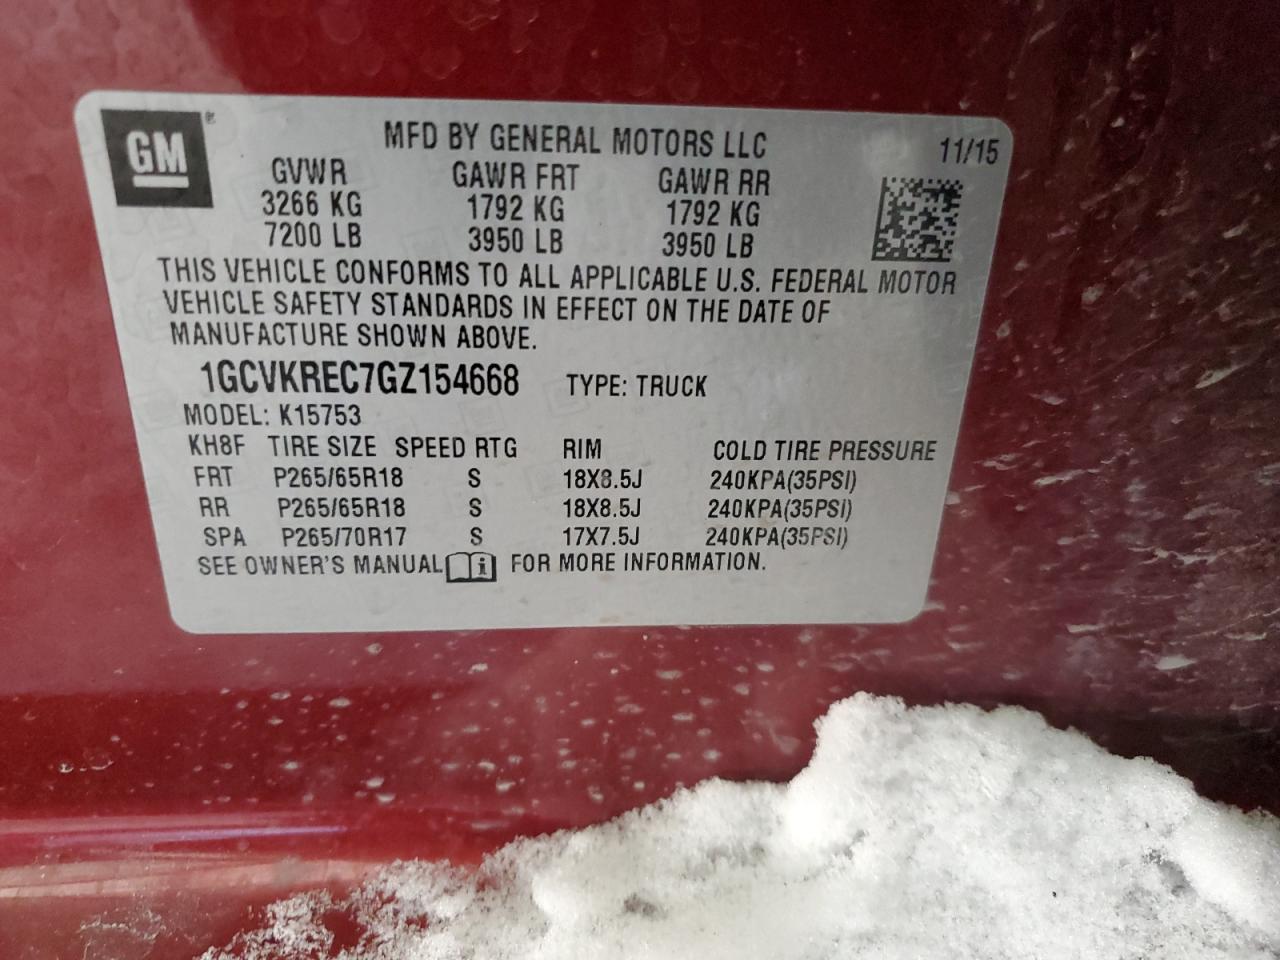 GM ®
MFD BY GENERAL MOTORS LLC 11/15
GVWR GAWR FRT GAWR RR
3266 KG 1792 KG 1792 KG
7200 LB 3950 LB 3950 LB
THIS VEHICLE CONFORMS TO ALL APPLICABLE U.S. FEDERAL MOTOR
VEHICLE SAFETY STANDARDS IN EFFECT ON THE DATE OF
MANUFACTURE SHOWN ABOVE.
1GCVKREC7GZ154668 TYPE: TRUCK
MODEL: K15753
KH8F TIRE SIZE SPEED RTG RIM COLD TIRE PRESSURE
FRT P265/65R18 S 18X8.5J 240KPA(35PSI)
RR P265/65R18 S 18X8.5J 240KPA(35PSI)
SPA P265/70R17 S 17X7.5J 240KPA(35PSI)
SEE OWNER'S MANUAL i FOR MORE INFORMATION.